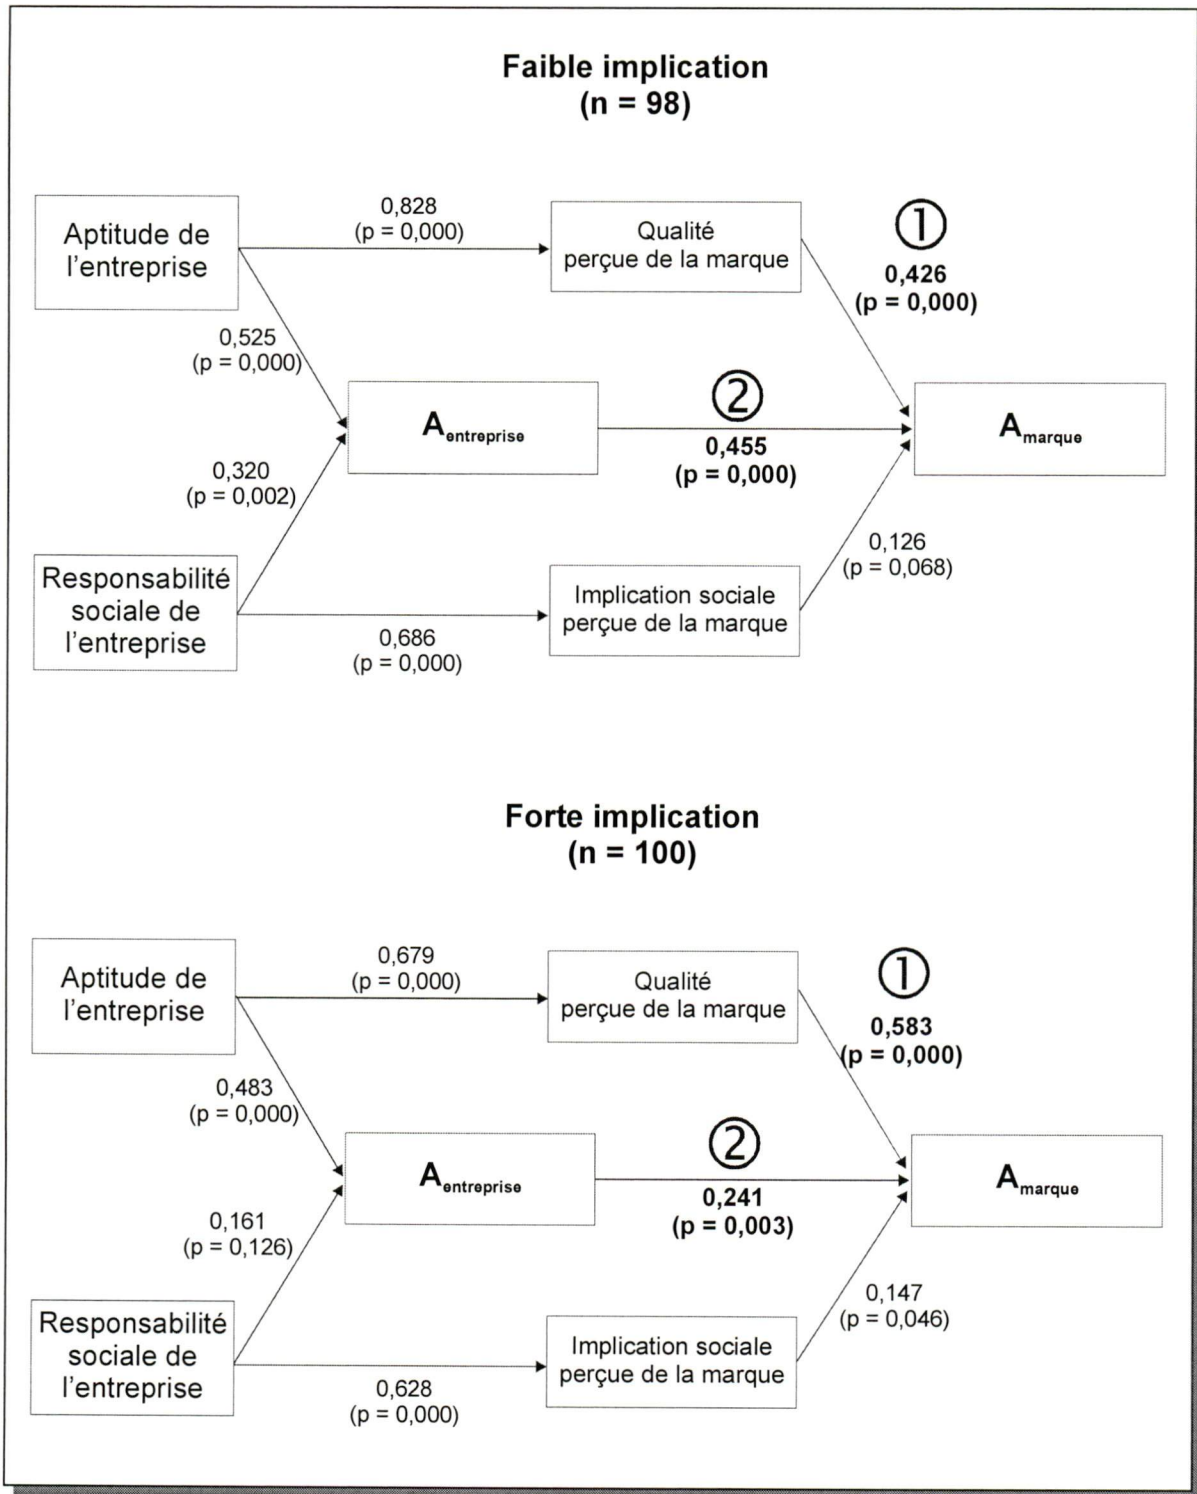 Faible implication
(n = 98)
Aptitude de
l'entreprise
0,828
(p = 0,000)
Qualité
perçue de la marque
①
0,426
(p = 0,000)
0,525
(p = 0,000)
A entreprise
②
0,455
(p = 0,000)
A marque
0,320
(p = 0,002)
Responsabilité
sociale de
l'entreprise
0,686
(p = 0,000)
Implication sociale
perçue de la marque
0,126
(p = 0,068)
Forte implication
(n = 100)
Aptitude de
l'entreprise
0,679
(p = 0,000)
Qualité
perçue de la marque
①
0,583
(p = 0,000)
0,483
(p = 0,000)
A entreprise
②
0,241
(p = 0,003)
A marque
0,161
(p = 0,126)
Responsabilité
sociale de
l'entreprise
0,628
(p = 0,000)
Implication sociale
perçue de la marque
0,147
(p = 0,046)